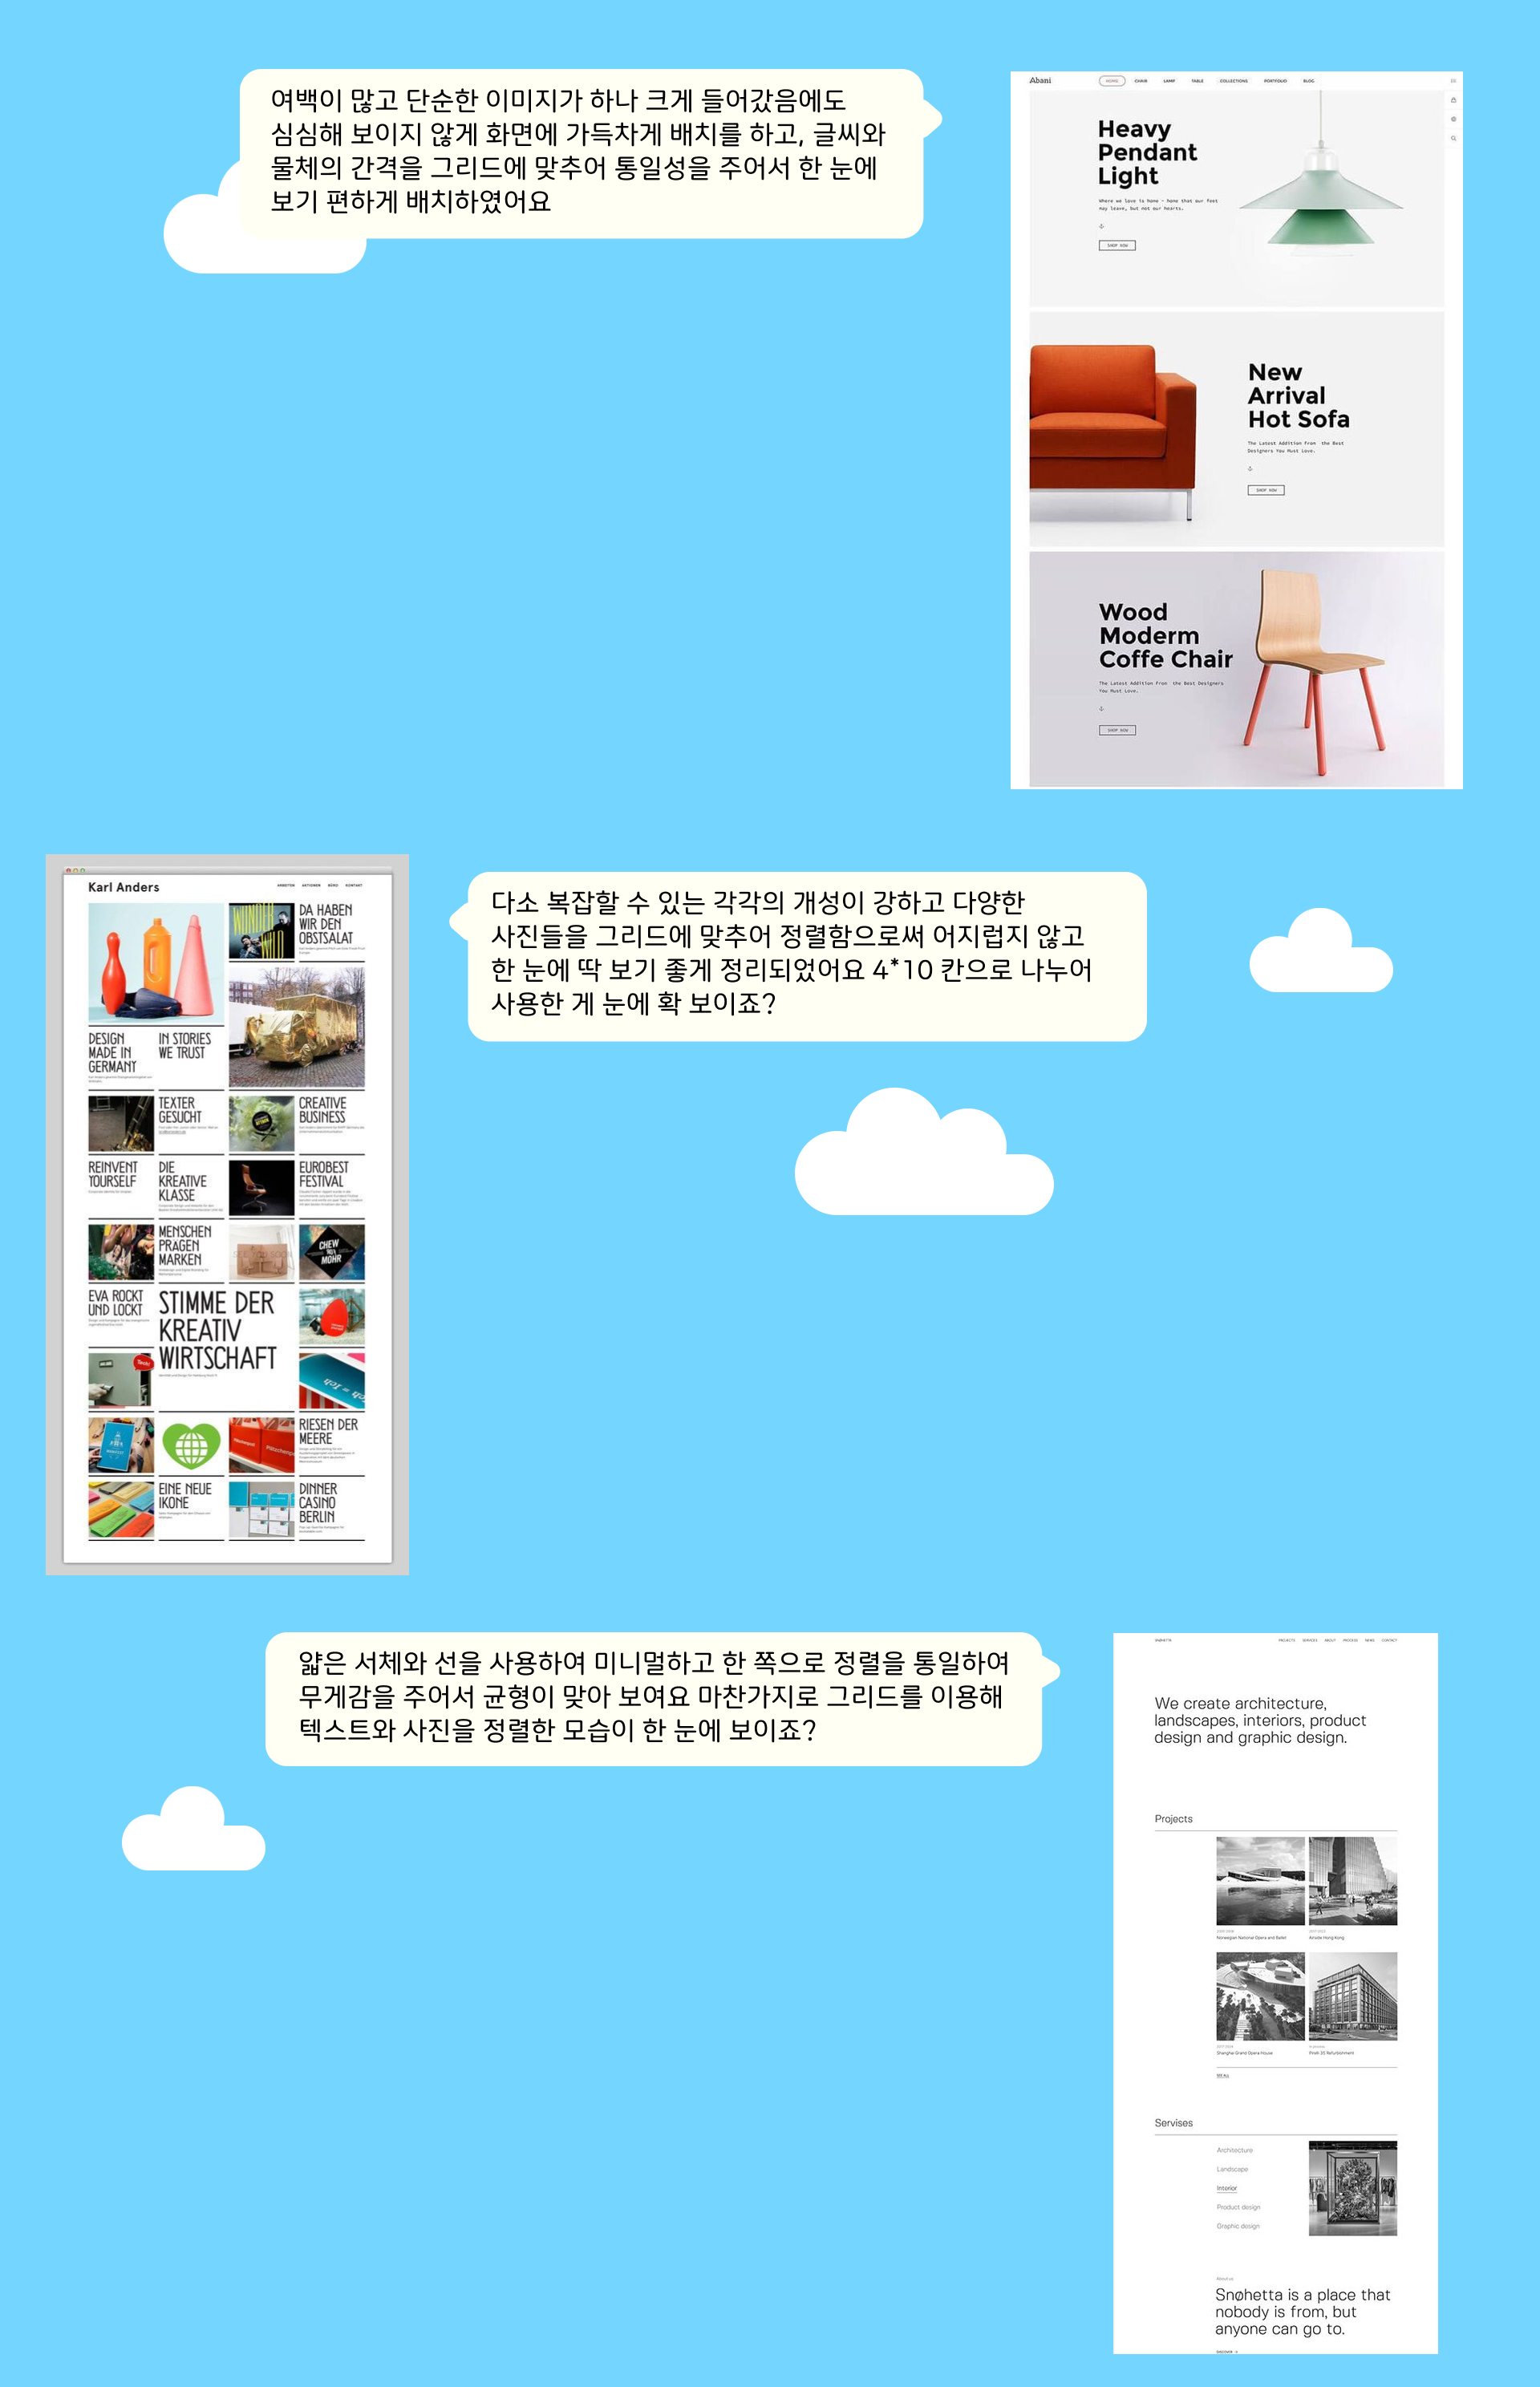 여백이 많고 단순한 이미지가 하나 크게 들어갔음에도
심심해 보이지 않게 화면에 가득차게 배치를 하고, 글씨와
물체의 간격을 그리드에 맞추어 통일성을 주어서 한 눈에
보기 편하게 배치하였어요
Abani
HOME CHAIR LAMP TABLE COLLECTIONS PORTFOLIO BLOG
Heavy
Pendant
Light
Where we love is home - home that our feet
may leave, but not our hearts.
SHOP NOW
New
Arrival
Hot Sofa
The Latest Addition from the Best
Designers You Must Love.
SHOP NOW
Wood
Moderm
Coffe Chair
The Latest Addition from the Best Designers
You Must Love.
SHOP NOW
다소 복잡할 수 있는 각각의 개성이 강하고 다양한
사진들을 그리드에 맞추어 정렬함으로써 어지럽지 않고
한 눈에 딱 보기 좋게 정리되었어요 4*10 칸으로 나누어
사용한 게 눈에 확 보이죠?
Karl Anders
ARBEITEN AKTIONEN BÜRO KONTAKT
WUNDER
WILD
DA HABEN
WIR DEN
OBSTSALAT
DESIGN
MADE IN
GERMANY
IN STORIES
WE TRUST
TEXTER
GESUCHT
CREATIVE
BUSINESS
REINVENT
YOURSELF
DIE
KREATIVE
KLASSE
EUROBEST
FESTIVAL
MENSCHEN
PRÄGEN
MARKEN
CHEW
MOHR
EVA ROCKT
UND LOCKT
STIMME DER
KREATIV
WIRTSCHAFT
RIESEN DER
MEERE
EINE NEUE
IKONE
DINNER
CASINO
BERLIN
얇은 서체와 선을 사용하여 미니멀하고 한 쪽으로 정렬을 통일하여
무게감을 주어서 균형이 맞아 보여요 마찬가지로 그리드를 이용해
텍스트와 사진을 정렬한 모습이 한 눈에 보이죠?
SNØHETTA
PROJECTS SERVICES ABOUT PROCESS NEWS CONTACT
We create architecture,
landscapes, interiors, product
design and graphic design.
Projects
Norwegian National Opera and Ballet
Airside Hong Kong
Shanghai Grand Opera House
Pirelli 35 Refurbishment
SEE ALL
Servises
Architecture
Landscape
Interior
Product design
Graphic design
About us
Snøhetta is a place that
nobody is from, but
anyone can go to.